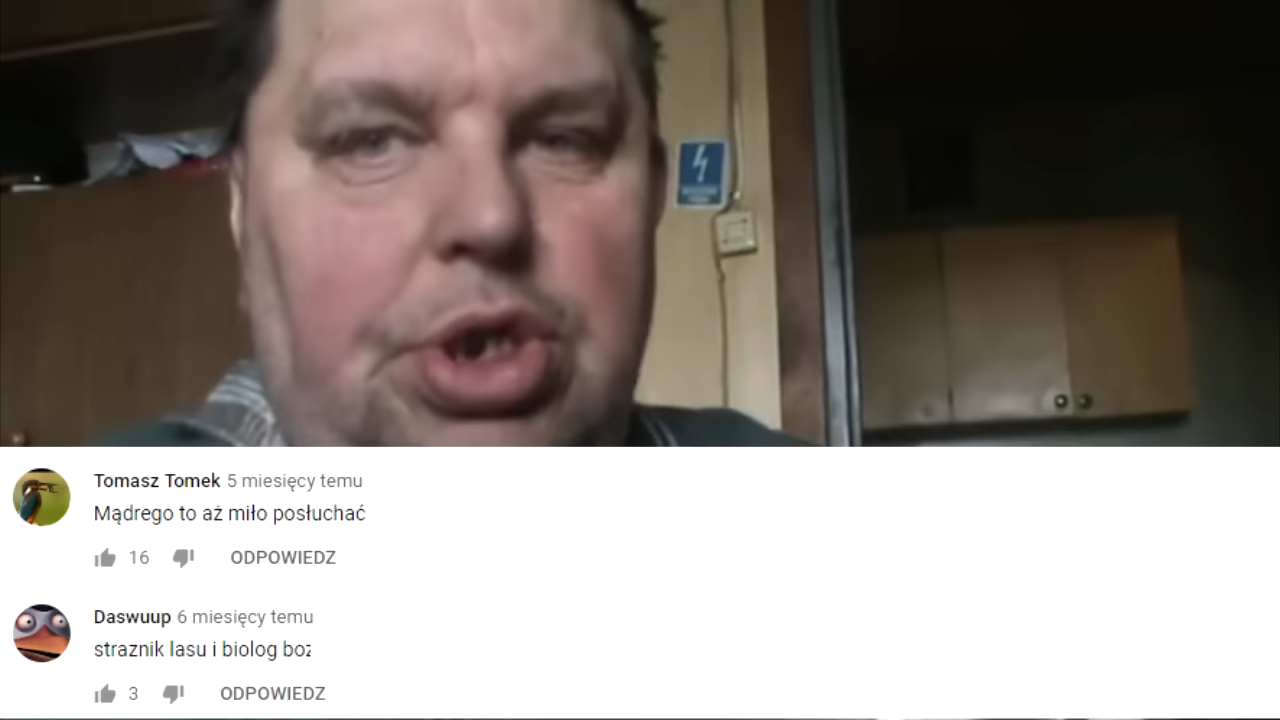 Tomasz Tomek 5 miesięcy temu
Mądrego to aż miło posłuchać
16 ODPOWIEDZ
Daswuup 6 miesięcy temu
straznik lasu i biolog boz
3 ODPOWIEDZ